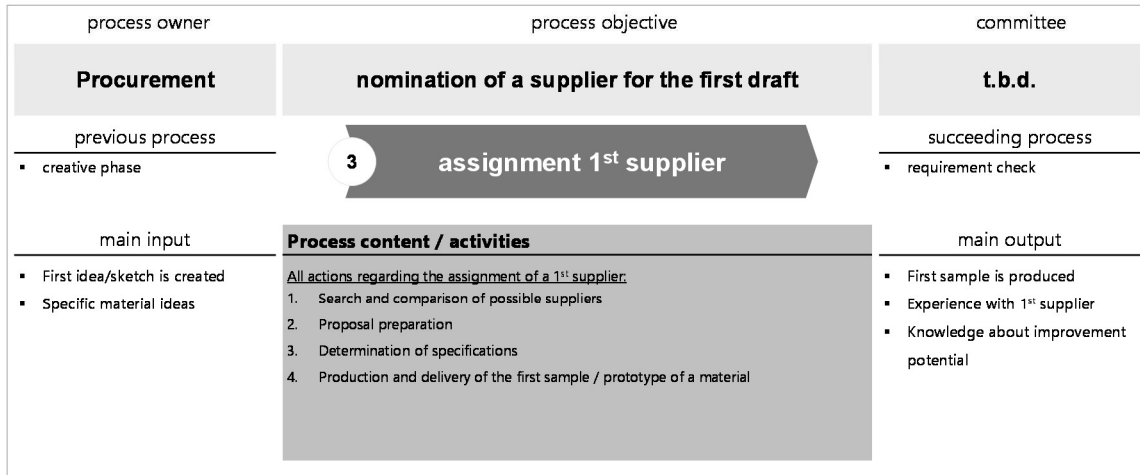 process owner
process objective
committee
Procurement
nomination of a supplier for the first draft
t.b.d.
previous process
▪ creative phase
3
assignment 1st supplier
succeeding process
▪ requirement check
main input
▪ First idea/sketch is created
▪ Specific material ideas
Process content / activities
All actions regarding the assignment of a 1st supplier:
1. Search and comparison of possible suppliers
2. Proposal preparation
3. Determination of specifications
4. Production and delivery of the first sample / prototype of a material
main output
▪ First sample is produced
▪ Experience with 1st supplier
▪ Knowledge about improvement
potential